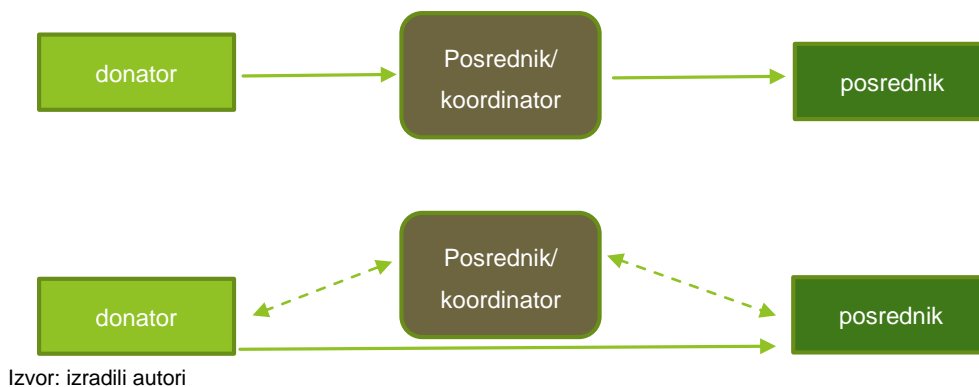 donator
Posrednik/
koordinator
posrednik
donator
Posrednik/
koordinator
posrednik
Izvor: izradili autori